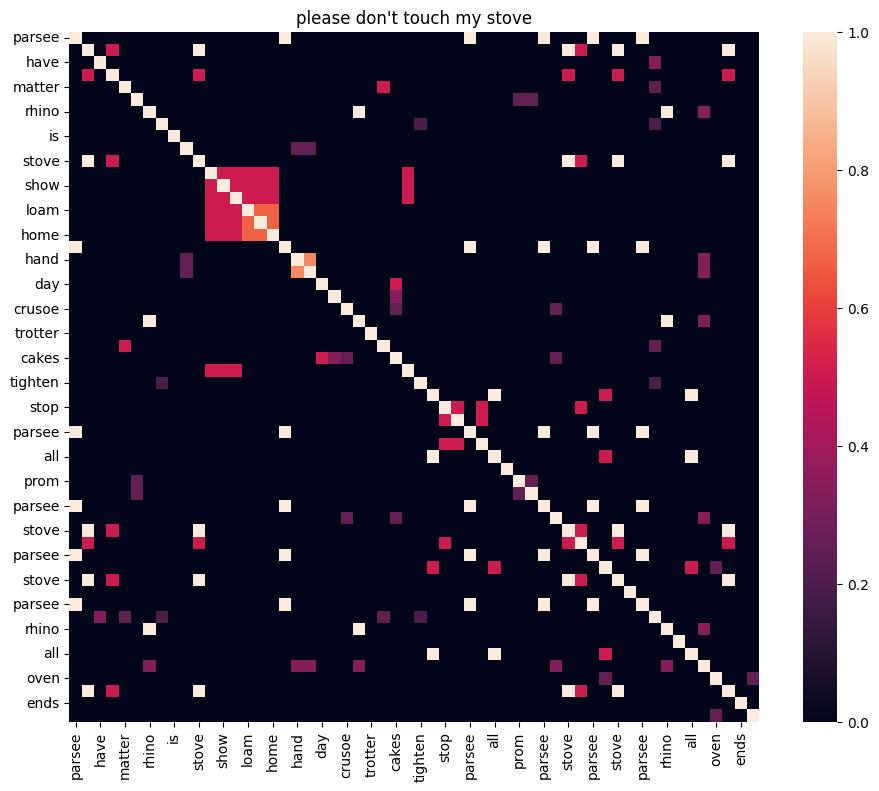 please don't touch my stove
parsee
have
matter
rhino
is
stove
show
loam
home
hand
day
crusoe
trotter
cakes
tighten
stop
parsee
all
prom
parsee
stove
parsee
stove
parsee
rhino
all
oven
ends
parsee
have
matter
rhino
is
stove
show
loam
home
hand
day
crusoe
trotter
cakes
tighten
stop
parsee
all
prom
parsee
stove
parsee
stove
parsee
rhino
all
oven
ends
1.0
0.8
0.6
0.4
0.2
0.0